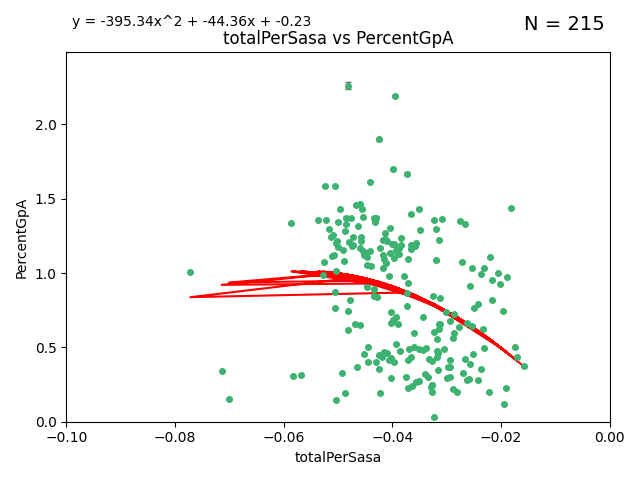 y = -395.34x^2 + -44.36x + -0.23
N = 215
totalPerSasa vs PercentGpA
PercentGpA
2.0
1.5
1.0
0.5
0.0
−0.10 −0.08 −0.06 −0.04 −0.02 0.00
totalPerSasa